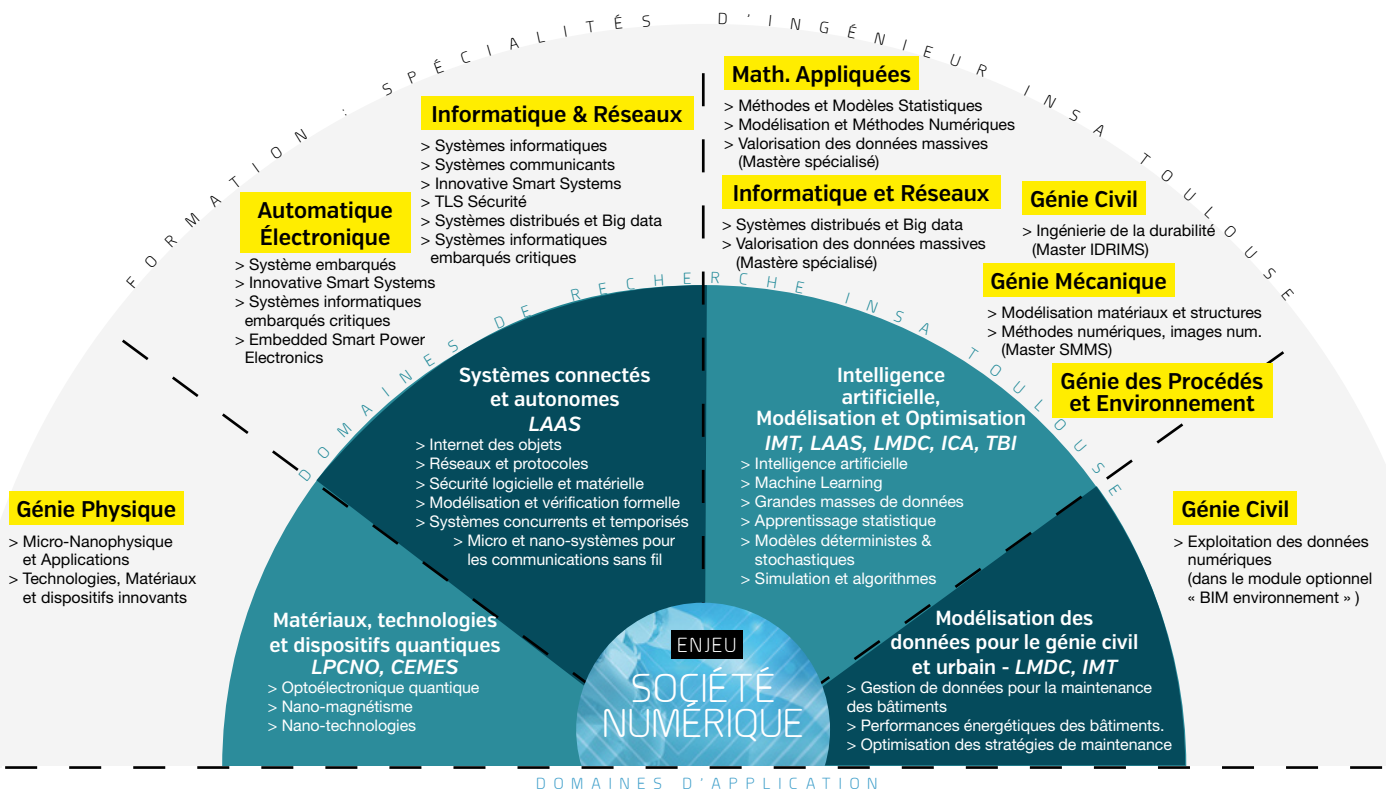 FORMATION : SPÉCIALITÉS D'INGÉNIEUR INSA TOULOUSE
Génie Physique
> Micro-Nanophysique
et Applications
> Technologies, Matériaux
et dispositifs innovants
Automatique
Électronique
> Système embarqués
> Innovative Smart Systems
> Systèmes informatiques
embarqués critiques
> Embedded Smart Power
Electronics
Informatique & Réseaux
> Systèmes informatiques
> Systèmes communicants
> Innovative Smart Systems
> TLS Sécurité
> Systèmes distribués et Big data
> Systèmes informatiques
embarqués critiques
Math. Appliquées
> Méthodes et Modèles Statistiques
> Modélisation et Méthodes Numériques
> Valorisation des données massives
(Mastère spécialisé)
Informatique et Réseaux
> Systèmes distribués et Big data
> Valorisation des données massives
(Mastère spécialisé)
Génie Civil
> Ingénierie de la durabilité
(Master IDRIMS)
Génie Mécanique
> Modélisation matériaux et structures
> Méthodes numériques, images num.
(Master SMMS)
Génie des Procédés
et Environnement
Génie Civil
> Exploitation des données
numériques
(dans le module optionnel
« BIM environnement » )
DOMAINES DE RECHERCHE INSA TOULOUSE
Matériaux, technologies
et dispositifs quantiques
LPCNO, CEMES
> Optoélectronique quantique
> Nano-magnétisme
> Nano-technologies
Systèmes connectés
et autonomes
LAAS
> Internet des objets
> Réseaux et protocoles
> Sécurité logicielle et matérielle
> Modélisation et vérification formelle
> Systèmes concurrents et temporisés
> Micro et nano-systèmes pour
les communications sans fil
Intelligence
artificielle,
Modélisation et Optimisation
IMT, LAAS, LMDC, ICA, TBI
> Intelligence artificielle
> Machine Learning
> Grandes masses de données
> Apprentissage statistique
> Modèles déterministes &
stochastiques
> Simulation et algorithmes
Modélisation des
données pour le génie civil
et urbain - LMDC, IMT
> Gestion de données pour la maintenance
des bâtiments
> Performances énergétiques des bâtiments.
> Optimisation des stratégies de maintenance
ENJEU
SOCIÉTÉ
NUMÉRIQUE
DOMAINES D'APPLICATION